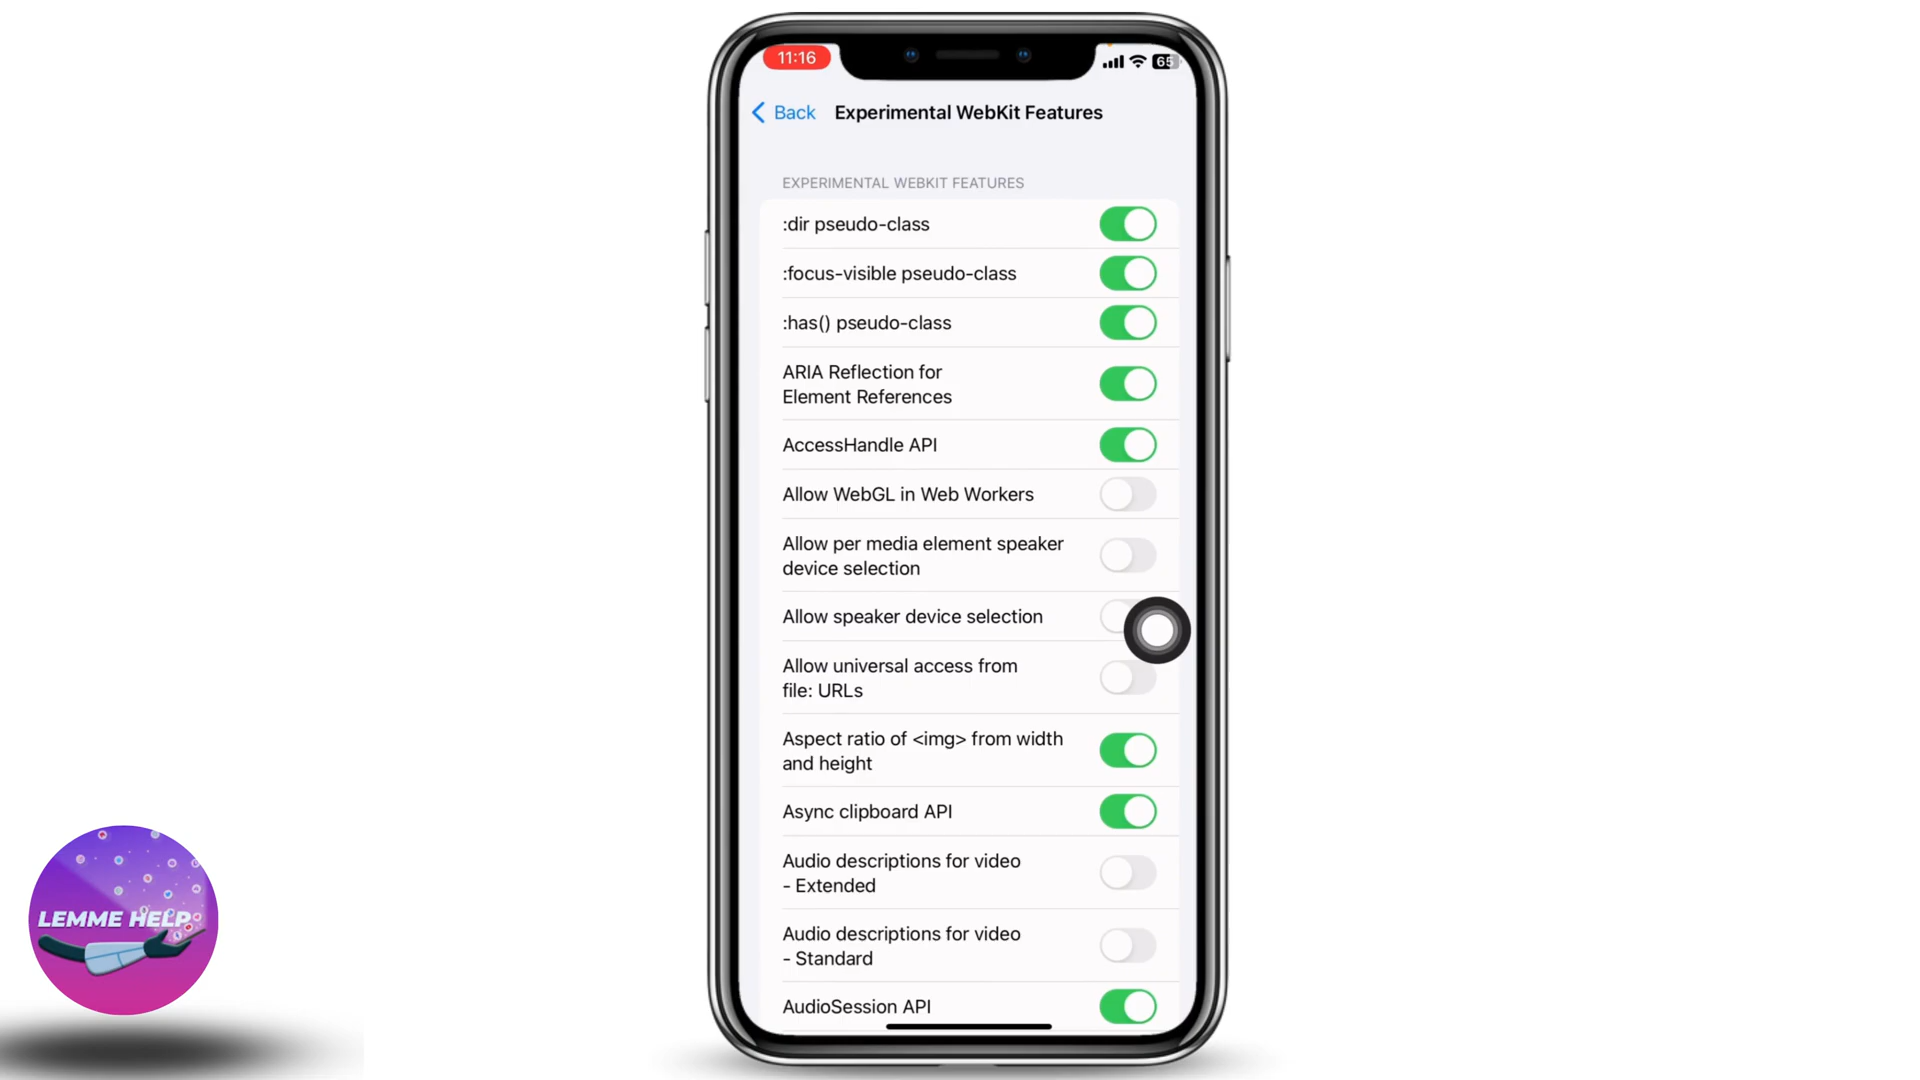 11:16
65
Back
Experimental WebKit Features
EXPERIMENTAL WEBKIT FEATURES
:dir pseudo-class
:focus-visible pseudo-class
:has() pseudo-class
ARIA Reflection for
Element References
AccessHandle API
Allow WebGL in Web Workers
Allow per media element speaker
device selection
Allow speaker device selection
Allow universal access from
file: URLs
Aspect ratio of <img> from width
and height
Async clipboard API
Audio descriptions for video
- Extended
Audio descriptions for video
- Standard
AudioSession API
LEMME HELP